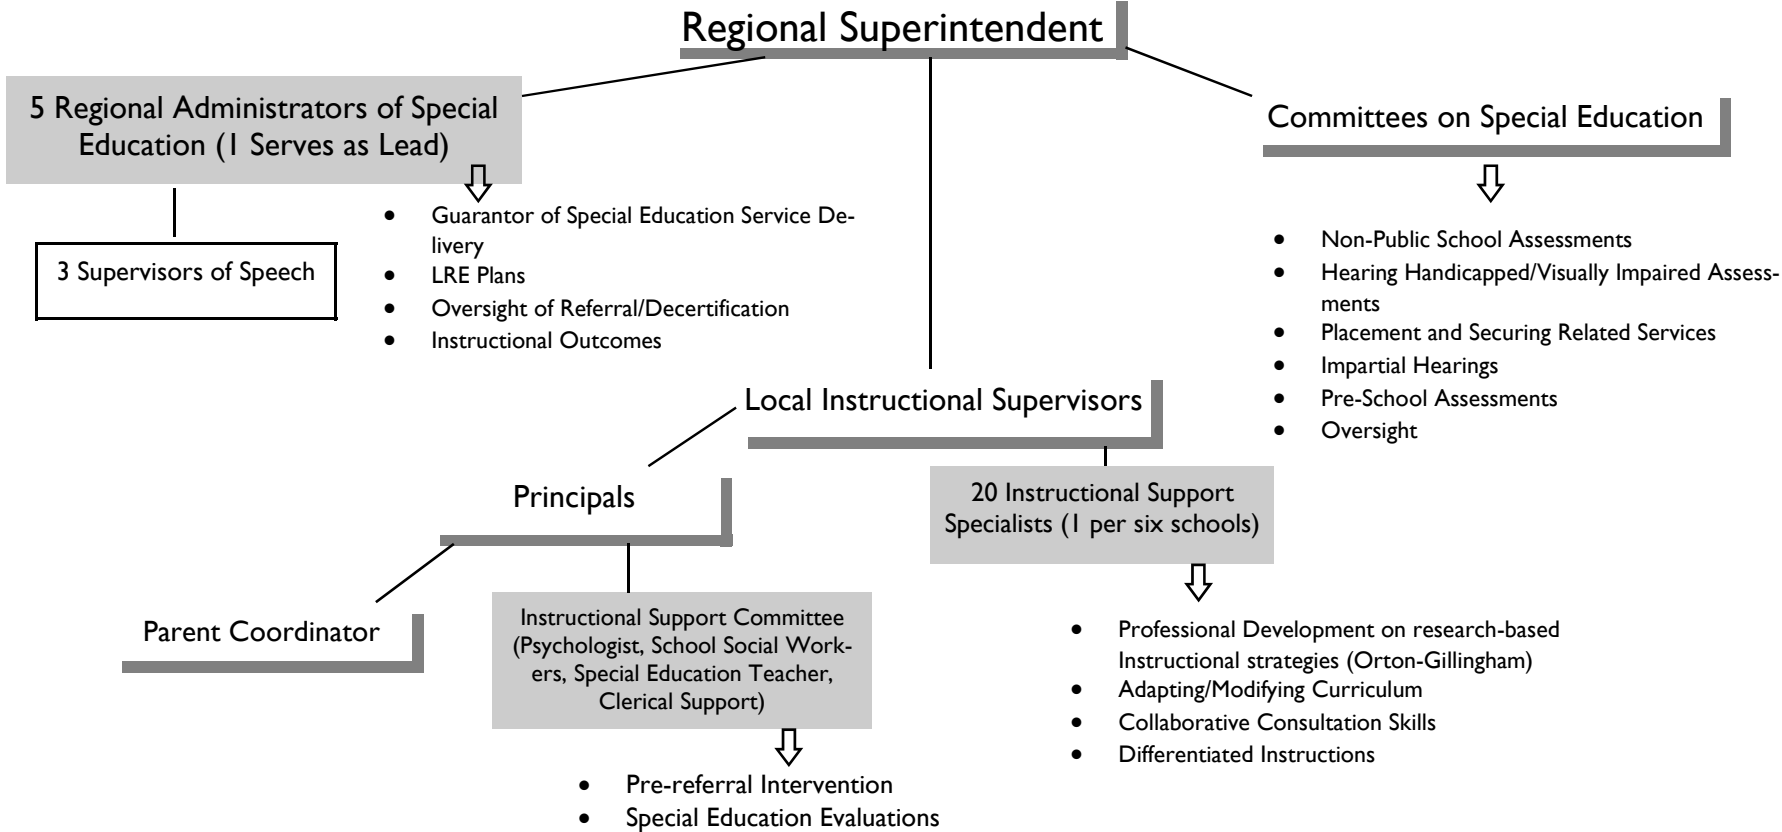 Regional Superintendent
5 Regional Administrators of Special
Education (1 Serves as Lead)
Committees on Special Education
3 Supervisors of Speech
• Guarantor of Special Education Service De-
livery
• LRE Plans
• Oversight of Referral/Decertification
• Instructional Outcomes
• Non-Public School Assessments
• Hearing Handicapped/Visually Impaired Assess-
ments
• Placement and Securing Related Services
• Impartial Hearings
• Pre-School Assessments
• Oversight
Local Instructional Supervisors
Principals
20 Instructional Support
Specialists (1 per six schools)
Parent Coordinator
Instructional Support Committee
(Psychologist, School Social Work-
ers, Special Education Teacher,
Clerical Support)
• Professional Development on research-based
Instructional strategies (Orton-Gillingham)
• Adapting/Modifying Curriculum
• Collaborative Consultation Skills
• Differentiated Instructions
• Pre-referral Intervention
• Special Education Evaluations